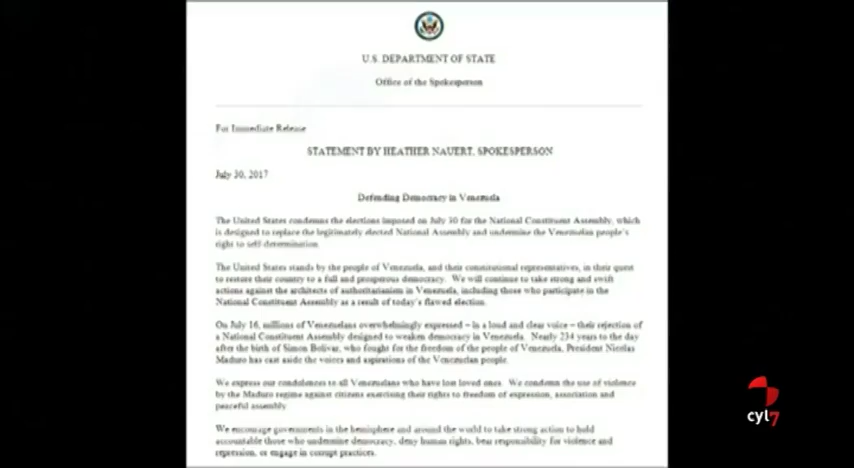 U.S. DEPARTMENT OF STATE
Office of the Spokesperson
For Immediate Release
STATEMENT BY HEATHER NAUERT, SPOKESPERSON
July 30, 2017
Defending Democracy in Venezuela
The United States condemns the elections imposed on July 30 for the National Constituent Assembly, which
is designed to replace the legitimately elected National Assembly and undermine the Venezuelan people's
right to self-determination.
The United States stands by the people of Venezuela, and their constitutional representatives, in their quest
to restore their country to a full and prosperous democracy. We will continue to take strong and swift
actions against the architects of authoritarianism in Venezuela, including those who participate in the
National Constituent Assembly as a result of today's flawed election.
On July 16, millions of Venezuelans overwhelmingly expressed – in a loud and clear voice – their rejection of
a National Constituent Assembly designed to weaken democracy in Venezuela. Nearly 234 years to the day
after the birth of Simon Bolivar, who fought for the freedom of the people of Venezuela, President Nicolas
Maduro has cast aside the voices and aspirations of the Venezuelan people.
We express our condolences to all Venezuelans who have lost loved ones. We condemn the use of violence
by the Maduro regime against citizens exercising their rights to freedom of expression, association and
peaceful assembly.
We encourage governments in the hemisphere and around the world to take strong action to hold
accountable those who undermine democracy, deny human rights, bear responsibility for violence and
repression, or engage in corrupt practices.
cyl7